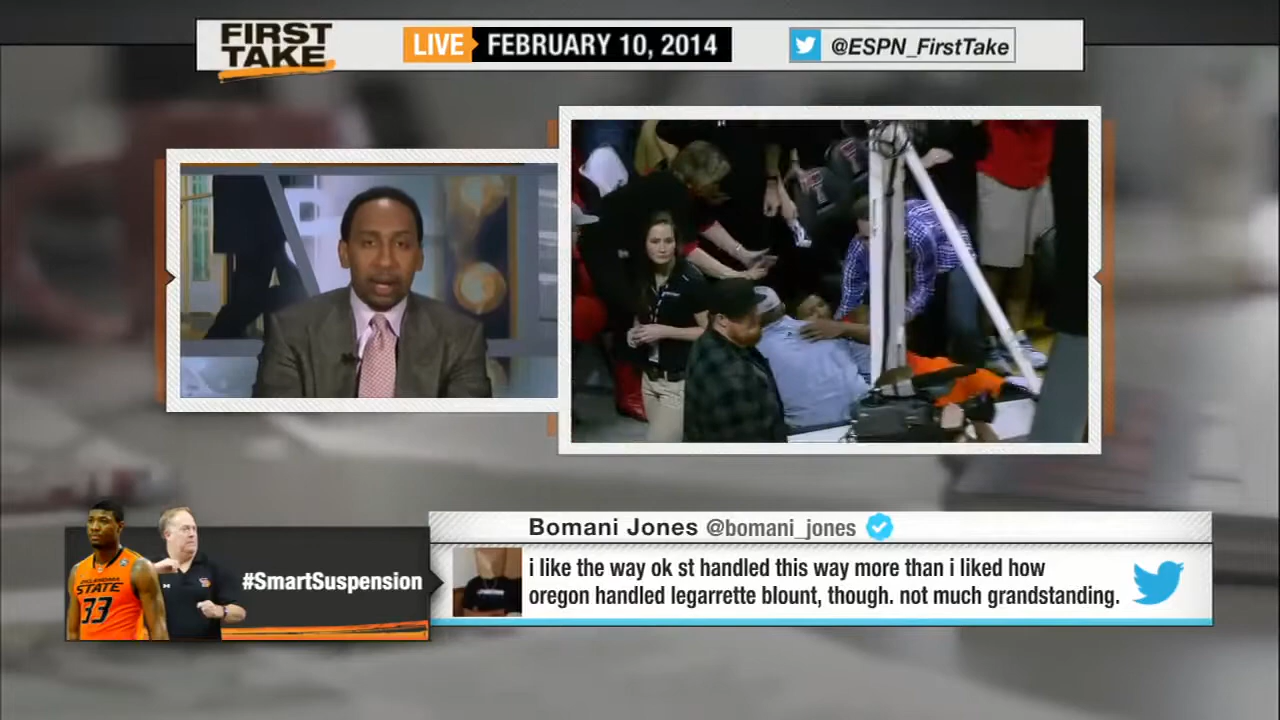 FIRST
TAKE
LIVE
FEBRUARY 10, 2014
@ESPN_FirstTake
Bomani Jones @bomani_jones
i like the way ok st handled this way more than i liked how
oregon handled legarrette blount, though. not much grandstanding.
#SmartSuspension
OKLAHOMA
STATE
33